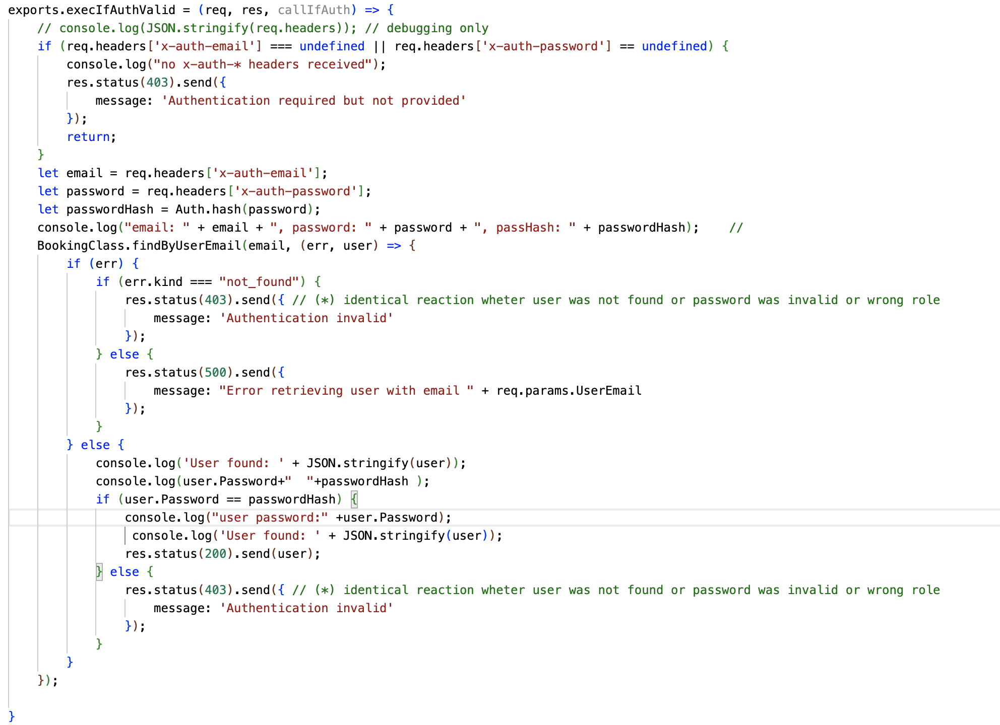 exports.execIfAuthValid = (req, res, callIfAuth) => {
    // console.log(JSON.stringify(req.headers)); // debugging only
    if (req.headers['x-auth-email'] === undefined || req.headers['x-auth-password'] == undefined) {
        console.log("no x-auth-* headers received");
        res.status(403).send({
            message: 'Authentication required but not provided'
        });
        return;
    }
    let email = req.headers['x-auth-email'];
    let password = req.headers['x-auth-password'];
    let passwordHash = Auth.hash(password);
    console.log("email: " + email + ", password: " + password + ", passHash: " + passwordHash);    //
    BookingClass.findByUserEmail(email, (err, user) => {
        if (err) {
            if (err.kind === "not_found") {
                res.status(403).send({ // (*) identical reaction wheter user was not found or password was invalid or wrong role
                    message: 'Authentication invalid'
                });
            } else {
                res.status(500).send({
                    message: "Error retrieving user with email " + req.params.UserEmail
                });
            }
        } else {
            console.log('User found: ' + JSON.stringify(user));
            console.log(user.Password+"  "+passwordHash );
            if (user.Password == passwordHash) {
                console.log("user password:" +user.Password);
                 console.log('User found: ' + JSON.stringify(user));
                res.status(200).send(user);
            } else {
                res.status(403).send({ // (*) identical reaction wheter user was not found or password was invalid or wrong role
                    message: 'Authentication invalid'
                });
            }
        }
    });

}